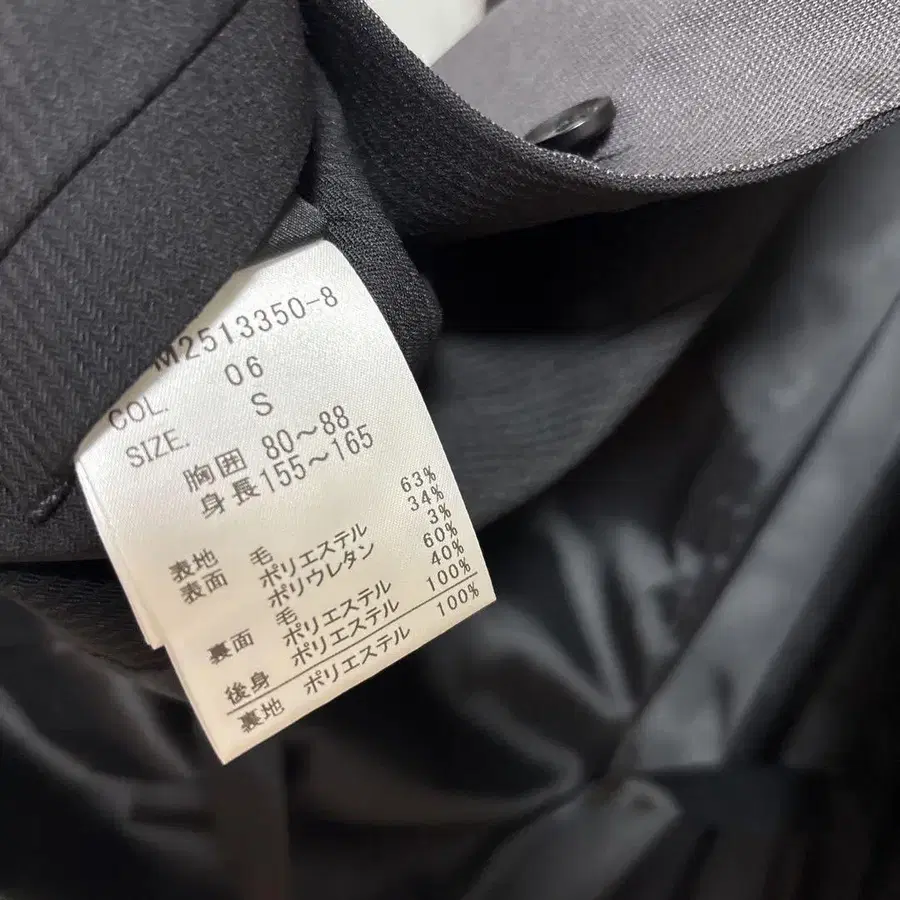 M2513350-8
COL. 06
SIZE. S
胸囲 80～88
身長155～165
表地
表面 毛 63%
ポリエステル 34%
ポリウレタン 3%
裏面 毛 60%
ポリエステル 40%
後身 ポリエステル 100%
裏地 ポリエステル 100%